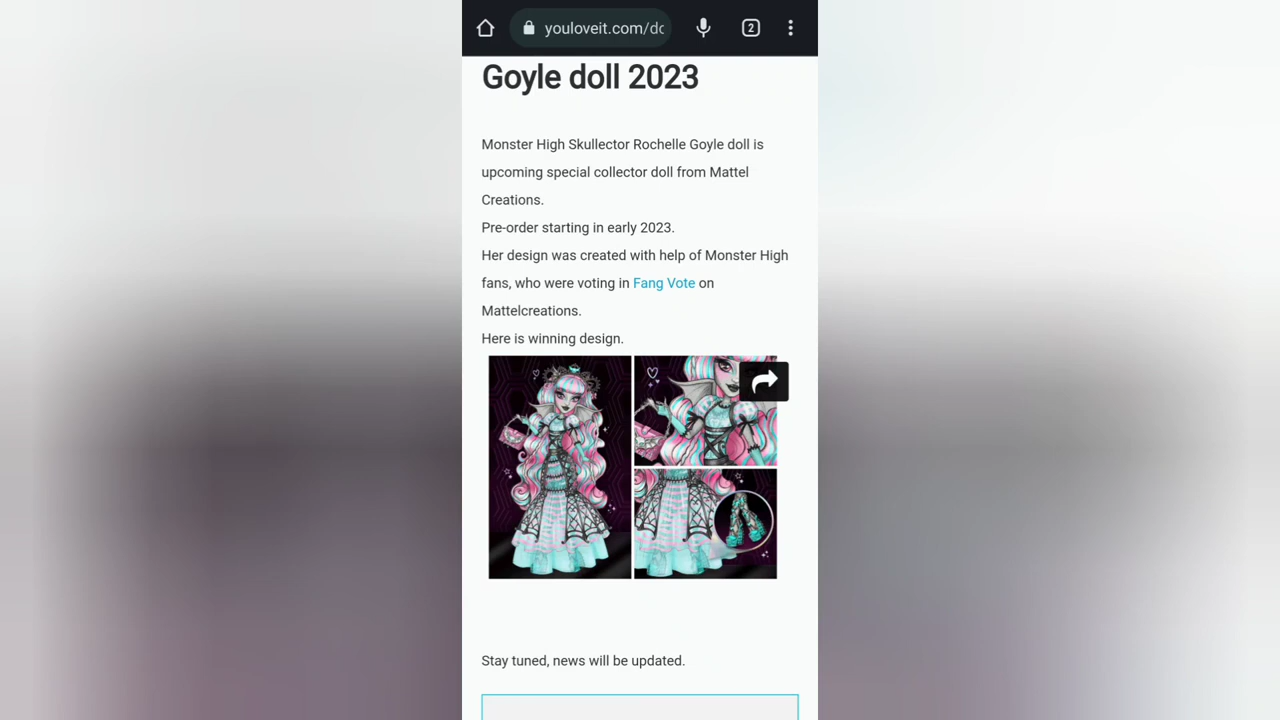 youloveit.com/do
2
Goyle doll 2023
Monster High Skullector Rochelle Goyle doll is
upcoming special collector doll from Mattel
Creations.
Pre-order starting in early 2023.
Her design was created with help of Monster High
fans, who were voting in Fang Vote on
Mattelcreations.
Here is winning design.
Stay tuned, news will be updated.